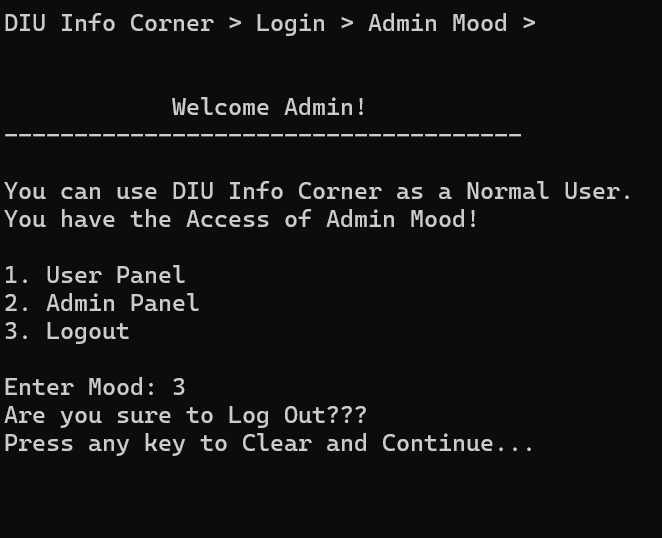 DIU Info Corner > Login > Admin Mood >
Welcome Admin!
-------------------------------------
You can use DIU Info Corner as a Normal User.
You have the Access of Admin Mood!
1. User Panel
2. Admin Panel
3. Logout
Enter Mood: 3
Are you sure to Log Out???
Press any key to Clear and Continue...